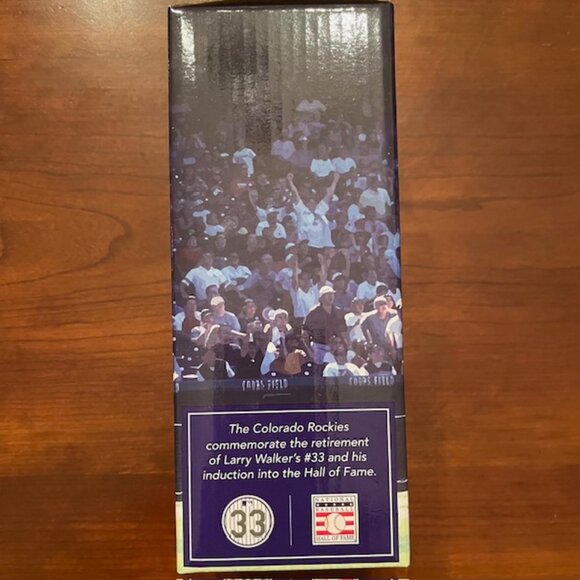 COORS FIELD COORS FIELD
The Colorado Rockies
commemorate the retirement
of Larry Walker's #33 and his
induction into the Hall of Fame.
33
NATIONAL
BASEBALL
HALL OF FAME